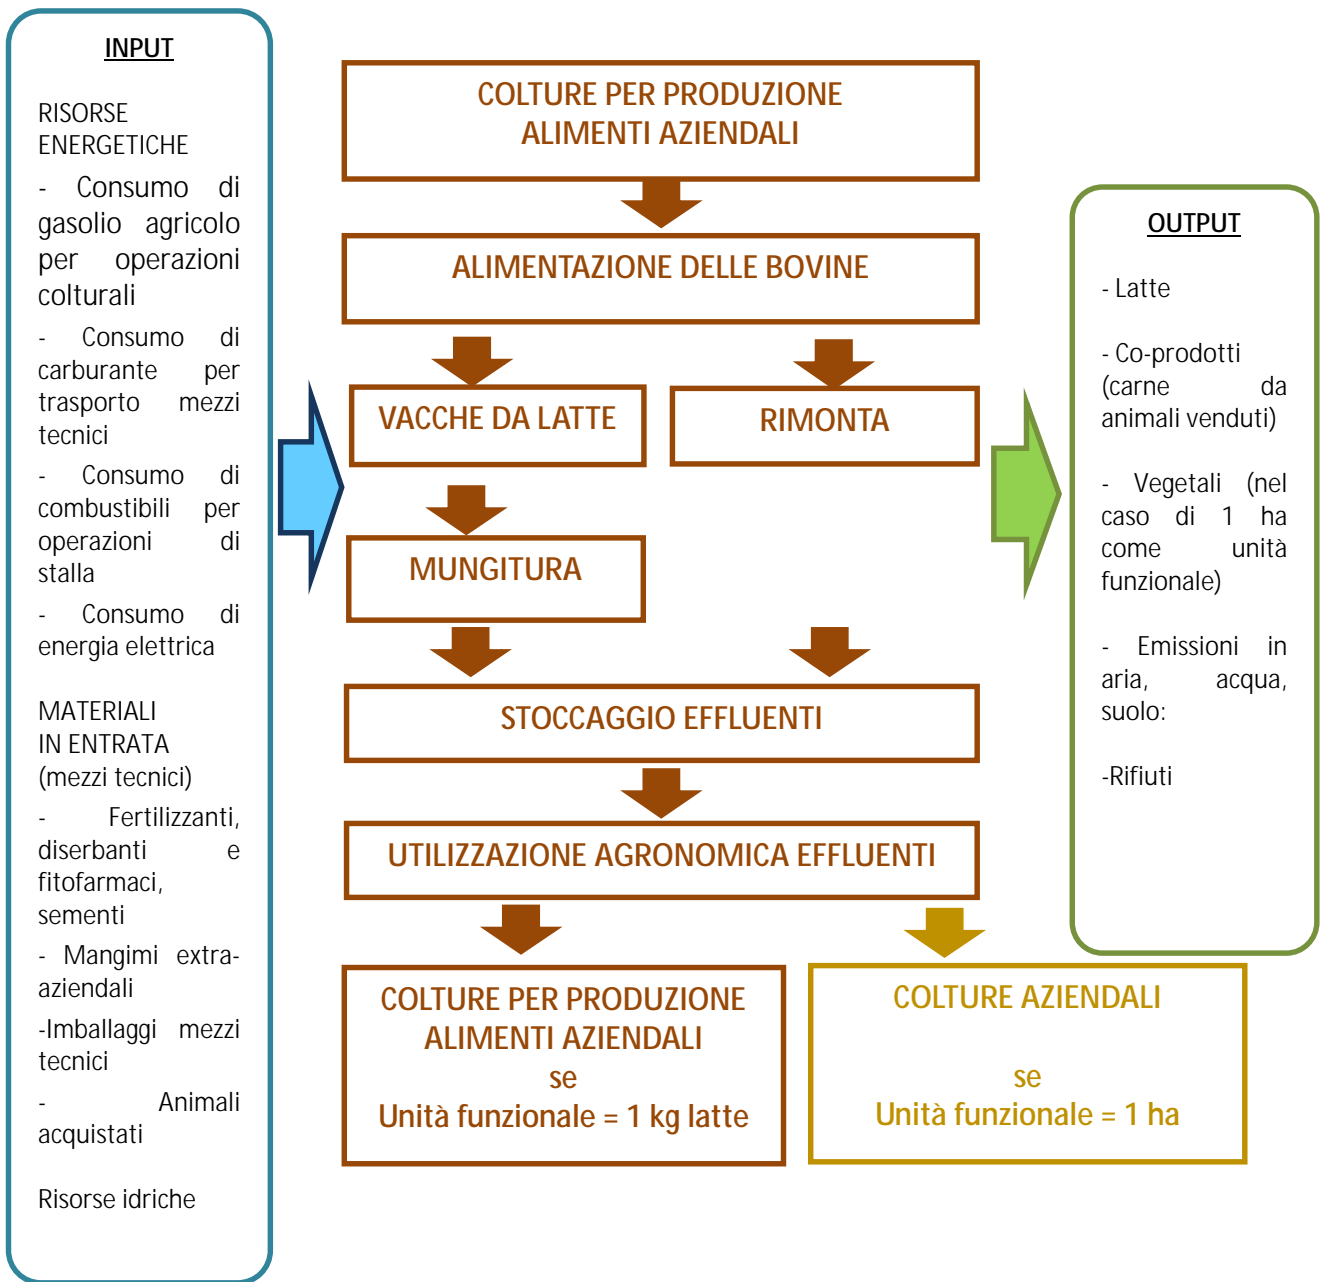 INPUT
RISORSE
ENERGETICHE
- Consumo di
gasolio agricolo
per operazioni
colturali
- Consumo di
carburante per
trasporto mezzi
tecnici
- Consumo di
combustibili per
operazioni di
stalla
- Consumo di
energia elettrica
MATERIALI
IN ENTRATA
(mezzi tecnici)
- Fertilizzanti,
diserbanti e
fitofarmaci,
sementi
- Mangimi extra-
aziendali
-Imballaggi mezzi
tecnici
- Animali
acquistati
Risorse idriche
COLTURE PER PRODUZIONE
ALIMENTI AZIENDALI
ALIMENTAZIONE DELLE BOVINE
VACCHE DA LATTE
RIMONTA
MUNGITURA
STOCCAGGIO EFFLUENTI
UTILIZZAZIONE AGRONOMICA EFFLUENTI
COLTURE PER PRODUZIONE
ALIMENTI AZIENDALI
se
Unità funzionale = 1 kg latte
COLTURE AZIENDALI
se
Unità funzionale = 1 ha
OUTPUT
- Latte
- Co-prodotti
(carne da
animali venduti)
- Vegetali (nel
caso di 1 ha
come unità
funzionale)
- Emissioni in
aria, acqua,
suolo:
-Rifiuti